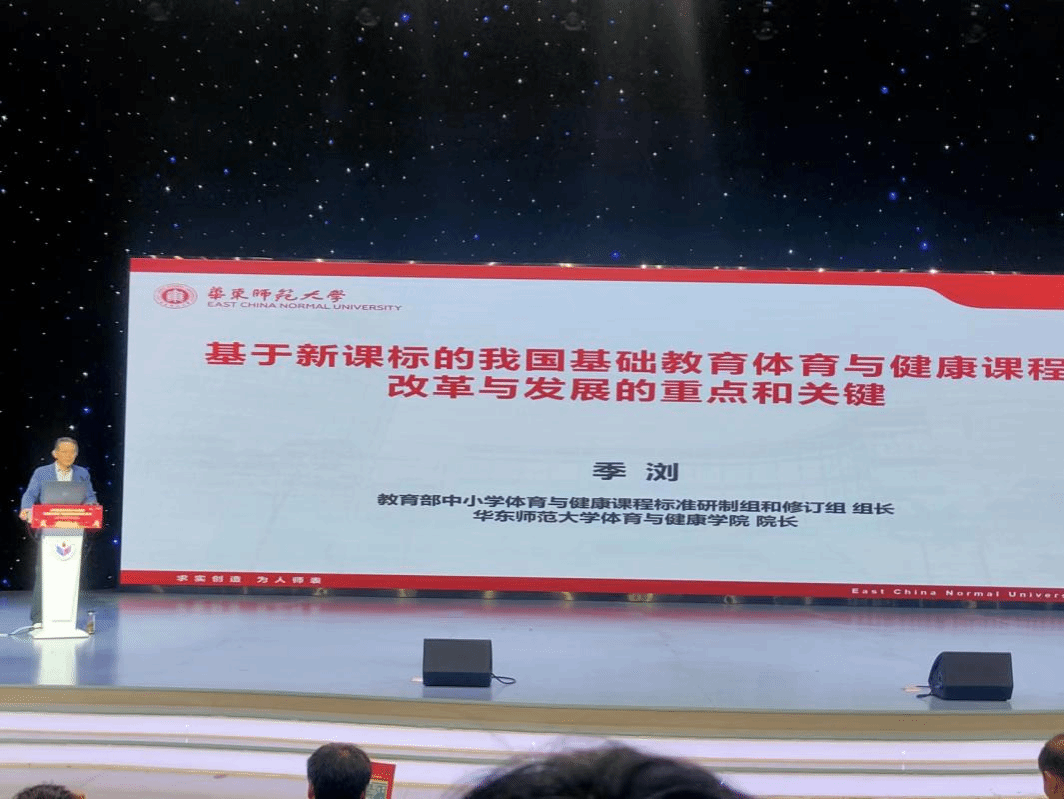 華東師範大學
EAST CHINA NORMAL UNIVERSITY
基于新课标的我国基础教育体育与健康课程
改革与发展的重点和关键
季 浏
教育部中小学体育与健康课程标准研制组和修订组 组长
华东师范大学体育与健康学院 院长
求实创造 为人师表
East China Normal Univers